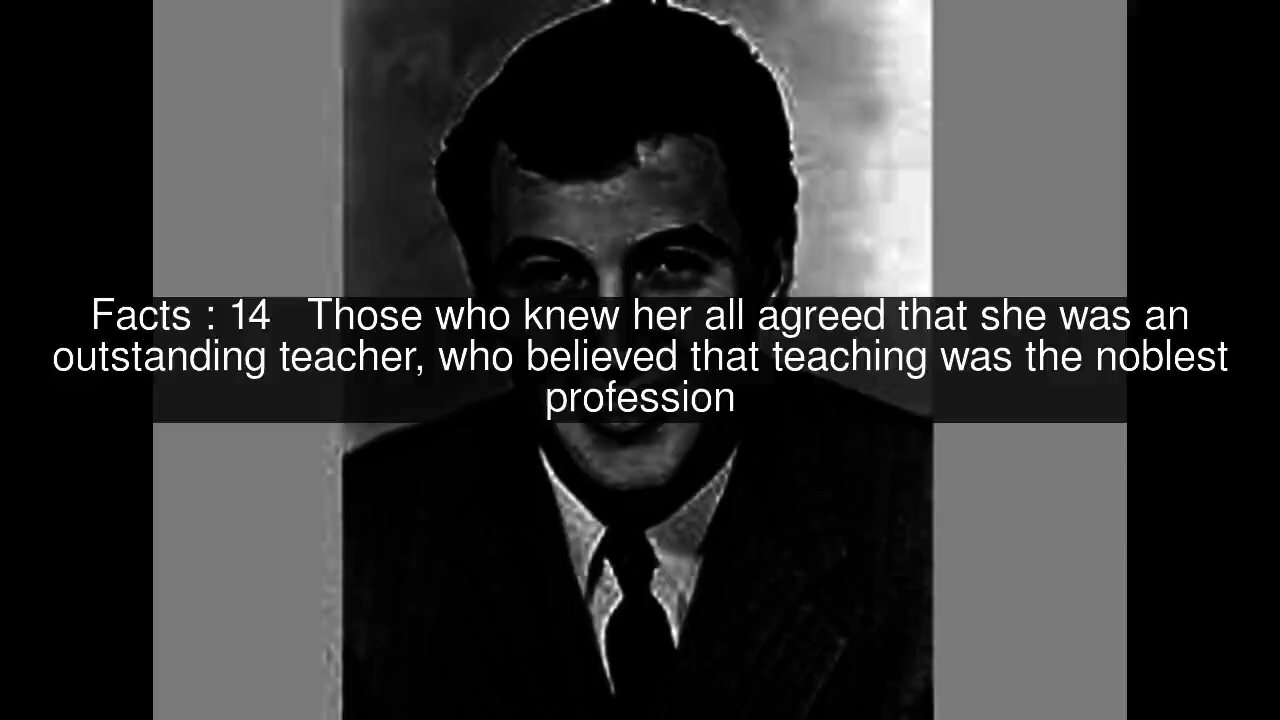 Facts : 14   Those who knew her all agreed that she was an
outstanding teacher, who believed that teaching was the noblest
profession